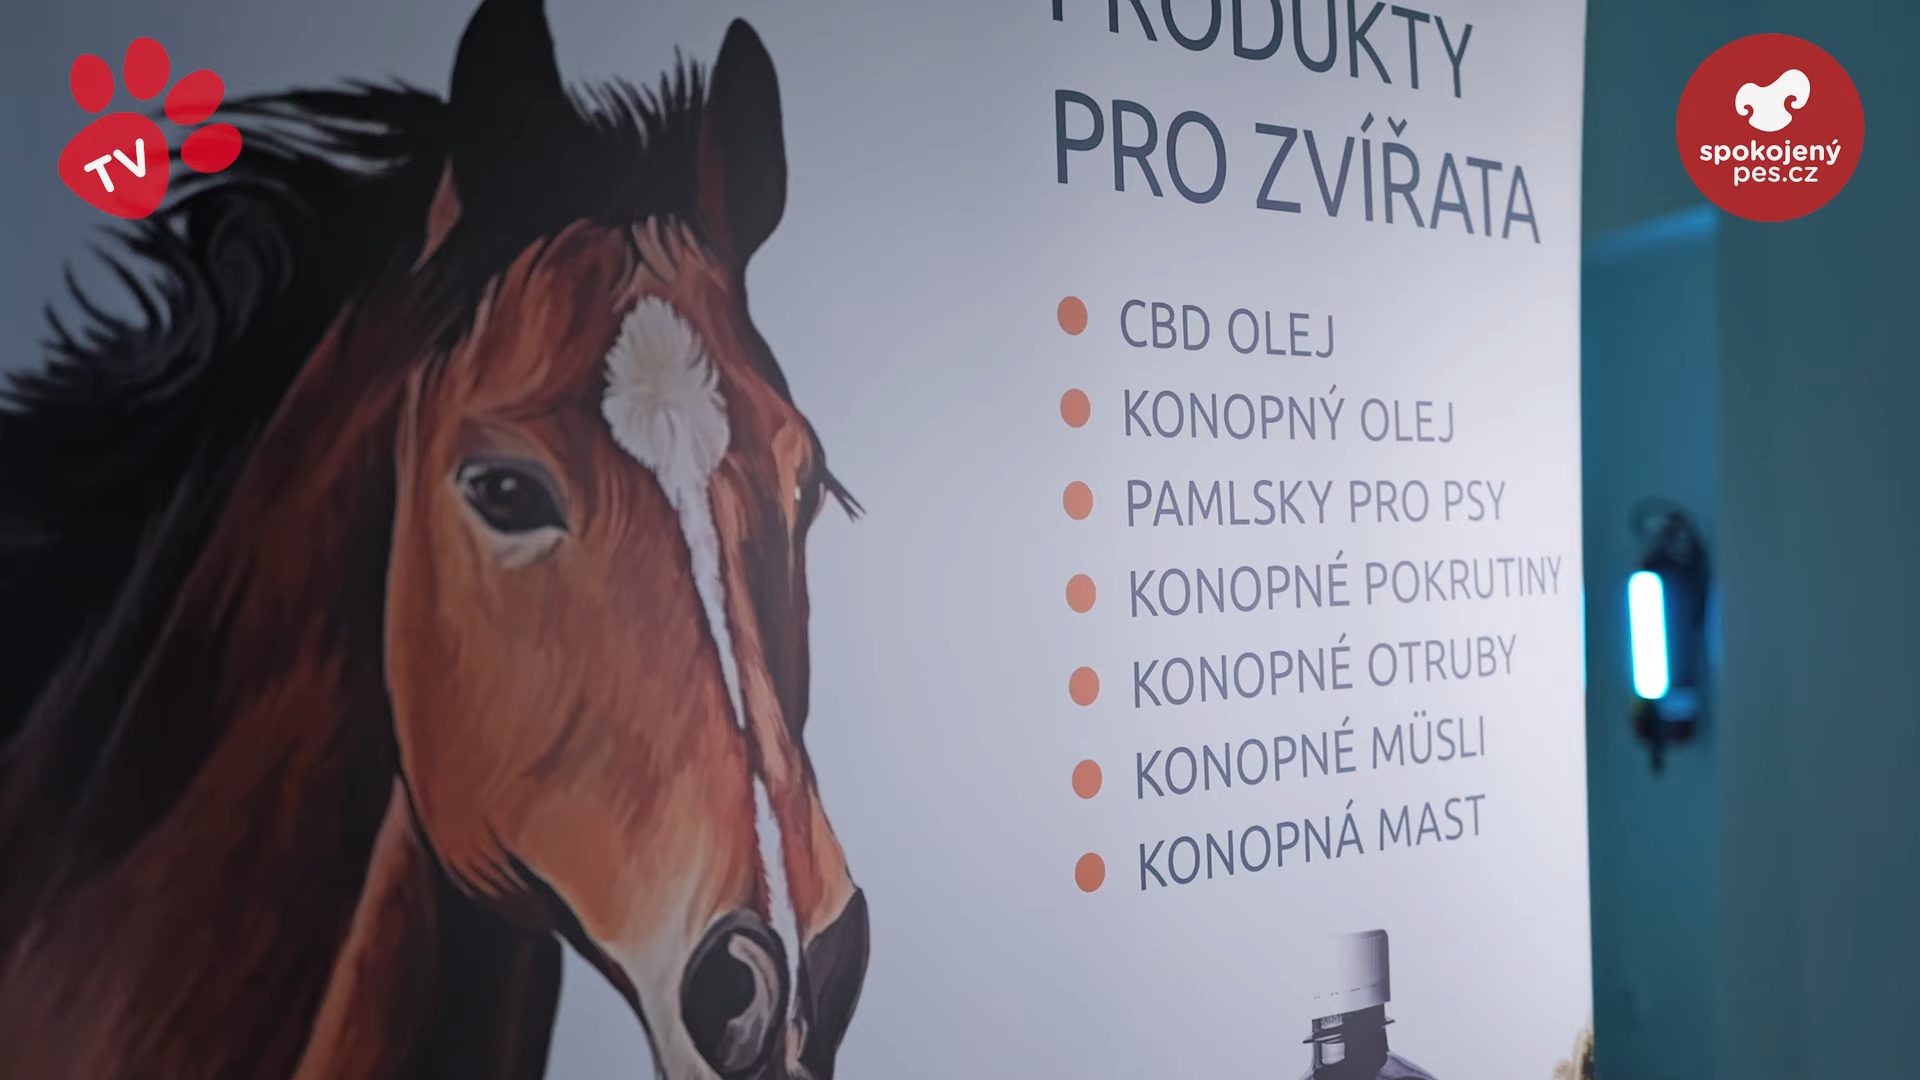 TV
spokojený
pes.cz
PRODUKTY
PRO ZVÍŘATA
CBD OLEJ
KONOPNÝ OLEJ
PAMLSKY PRO PSY
KONOPNÉ POKRUTINY
KONOPNÉ OTRUBY
KONOPNÉ MÜSLI
KONOPNÁ MAST